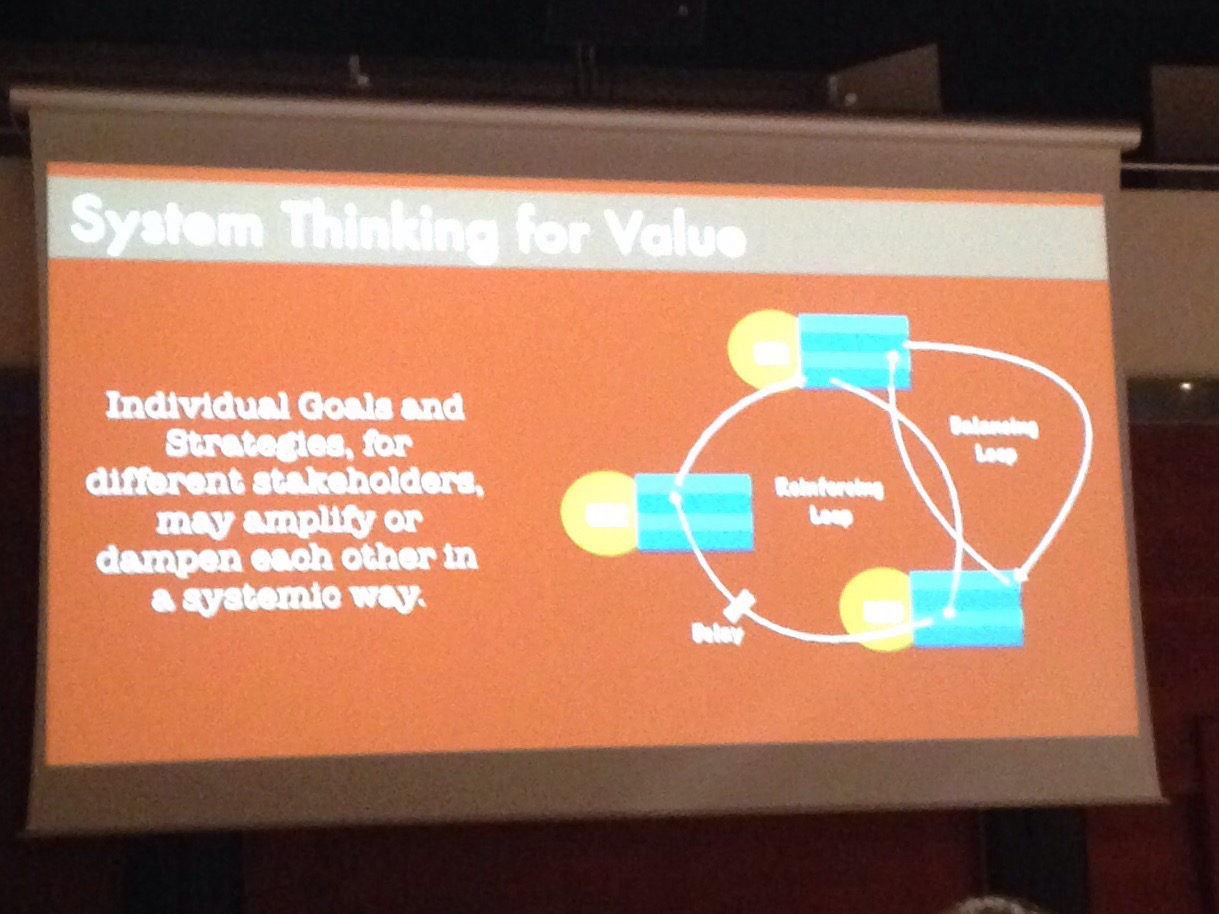 System Thinking for Value
Individual Goals and
Strategies, for
different stakeholders,
may amplify or
dampen each other in
a systemic way.
Balancing
Loop
Reinforcing
Loop
Delay